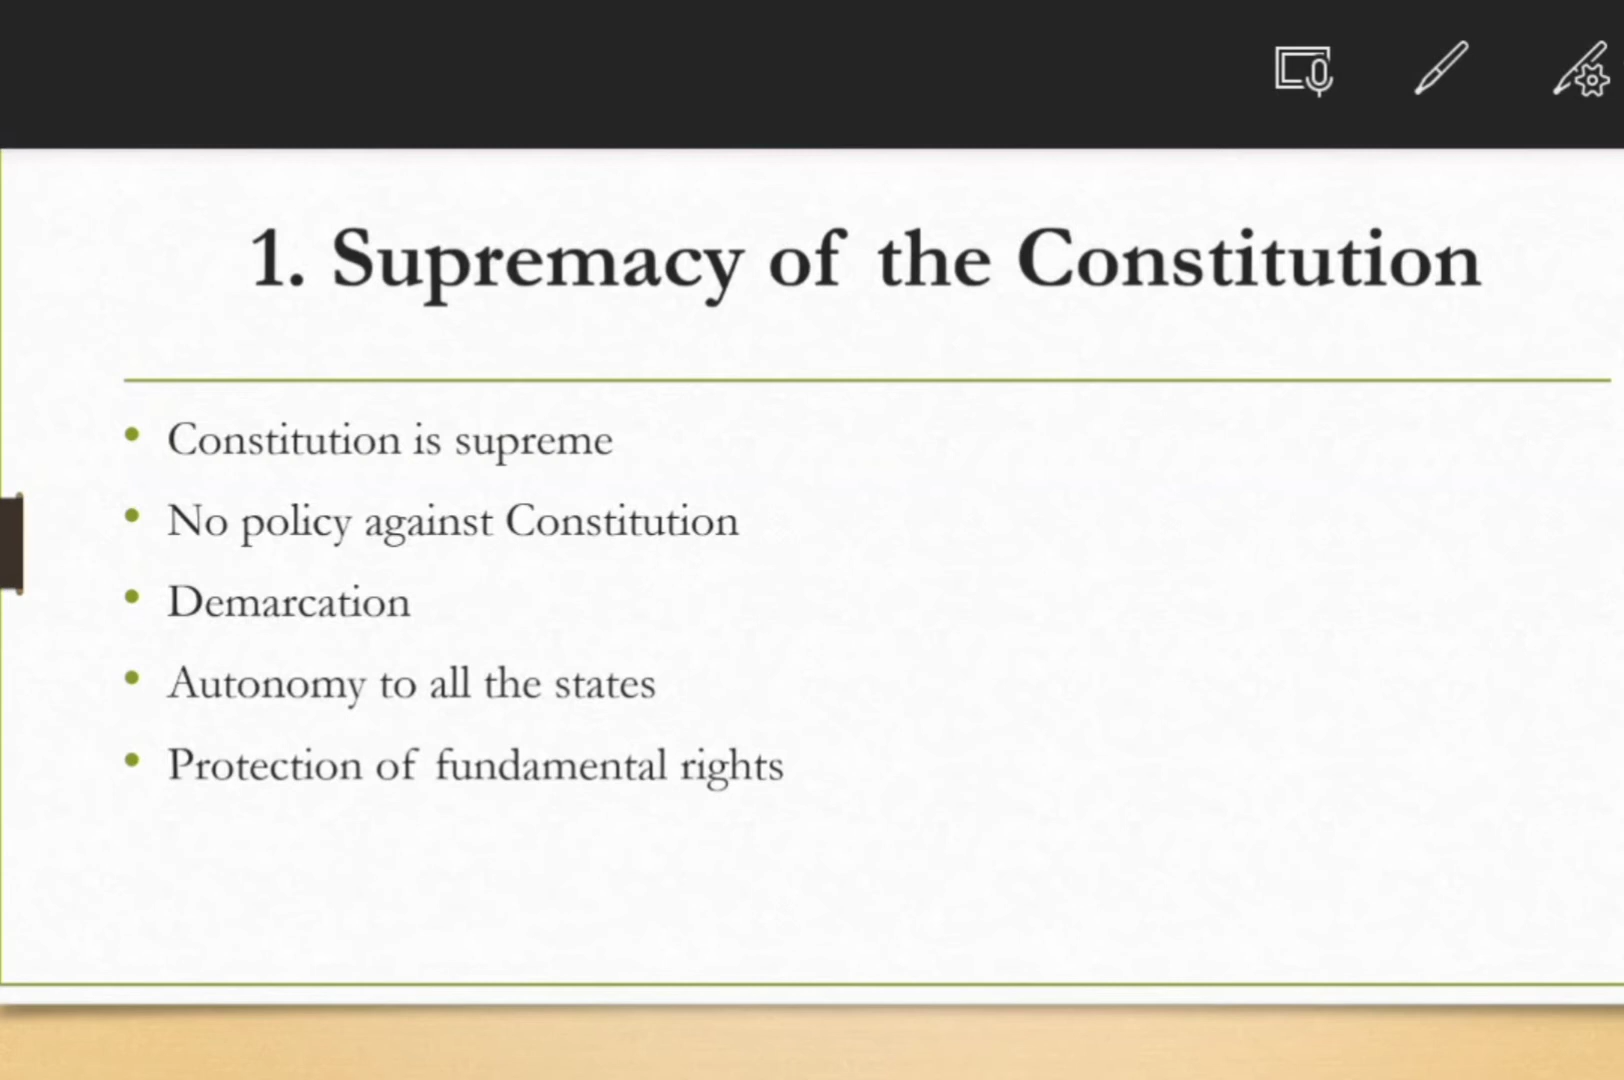 1. Supremacy of the Constitution
• Constitution is supreme
• No policy against Constitution
• Demarcation
• Autonomy to all the states
• Protection of fundamental rights